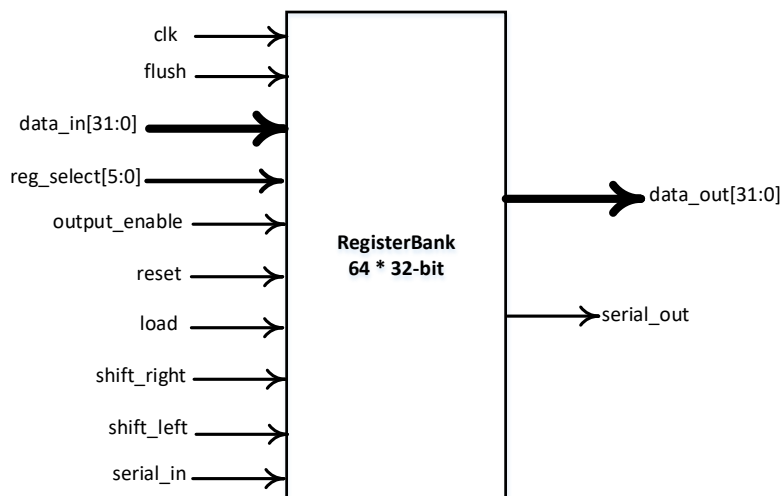 clk
flush
data_in[31:0]
reg_select[5:0]
output_enable
reset
load
shift_right
shift_left
serial_in
RegisterBank
64 * 32-bit
data_out[31:0]
serial_out